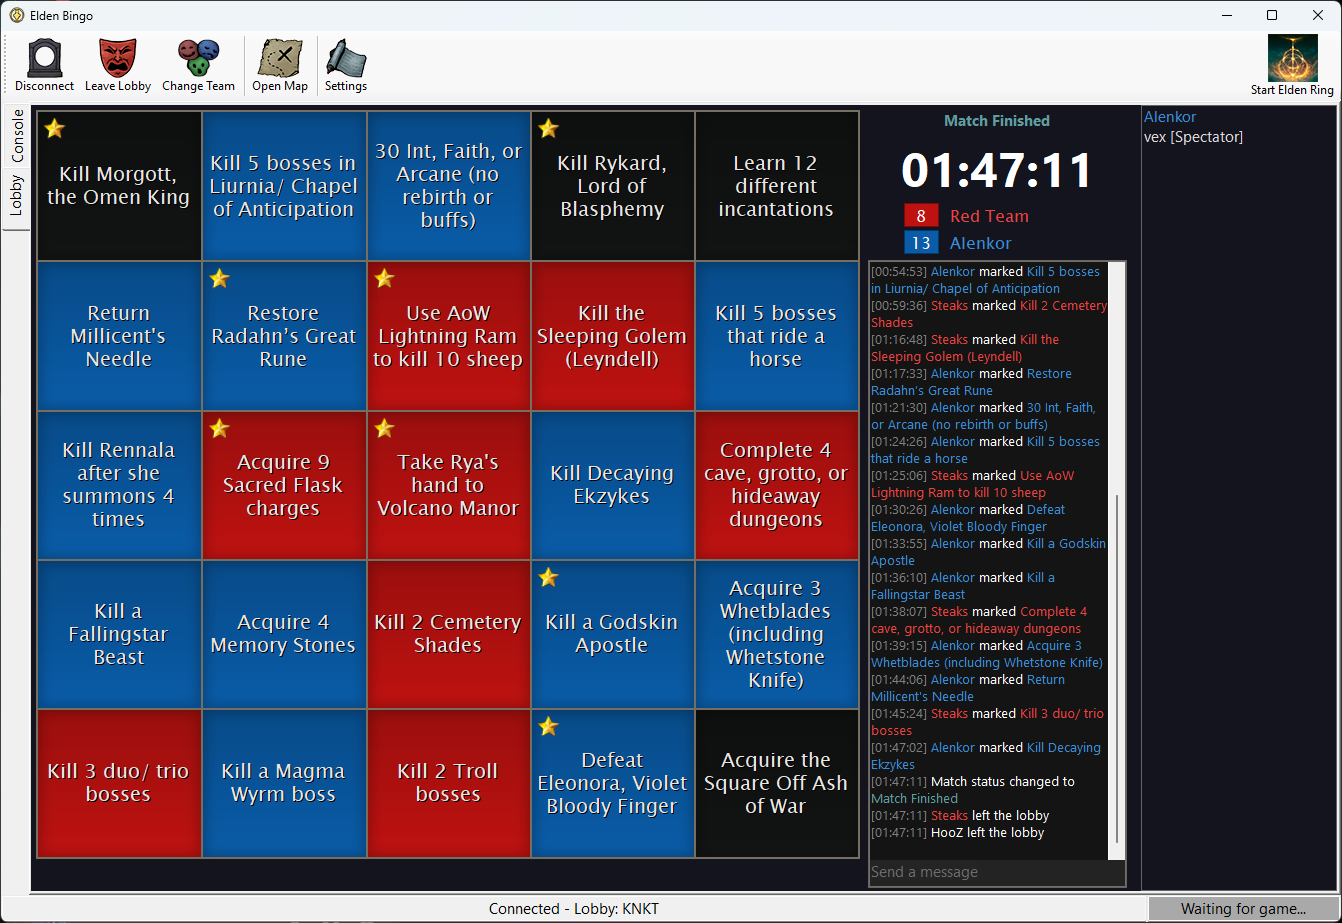 Elden Bingo
Disconnect
Leave Lobby
Change Team
Open Map
Settings
Start Elden Ring
Console
Lobby
Kill Morgott,
the Omen King
Kill 5 bosses in
Liurnia/ Chapel
of Anticipation
30 Int, Faith, or
Arcane (no
rebirth or
buffs)
Kill Rykard,
Lord of
Blasphemy
Learn 12
different
incantations
Return
Millicent's
Needle
Restore
Radahn's Great
Rune
Use AoW
Lightning Ram
to kill 10 sheep
Kill the
Sleeping Golem
(Leyndell)
Kill 5 bosses
that ride a
horse
Kill Rennala
after she
summons 4
times
Acquire 9
Sacred Flask
charges
Take Rya's
hand to
Volcano Manor
Kill Decaying
Ekzykes
Complete 4
cave, grotto, or
hideaway
dungeons
Kill a
Fallingstar
Beast
Acquire 4
Memory Stones
Kill 2 Cemetery
Shades
Kill a Godskin
Apostle
Acquire 3
Whetblades
(including
Whetstone
Knife)
Kill 3 duo/ trio
bosses
Kill a Magma
Wyrm boss
Kill 2 Troll
bosses
Defeat
Eleonora, Violet
Bloody Finger
Acquire the
Square Off Ash
of War
Match Finished
01:47:11
8 Red Team
13 Alenkor
[00:54:53] Alenkor marked Kill 5 bosses
in Liurnia/ Chapel of Anticipation
[00:59:36] Steaks marked Kill 2 Cemetery
Shades
[01:16:48] Steaks marked Kill the
Sleeping Golem (Leyndell)
[01:17:33] Alenkor marked Restore
Radahn's Great Rune
[01:21:30] Alenkor marked 30 Int, Faith,
or Arcane (no rebirth or buffs)
[01:24:26] Alenkor marked Kill 5 bosses
that ride a horse
[01:25:06] Steaks marked Use AoW
Lightning Ram to kill 10 sheep
[01:30:26] Alenkor marked Defeat
Eleonora, Violet Bloody Finger
[01:33:55] Alenkor marked Kill a Godskin
Apostle
[01:36:10] Alenkor marked Kill a
Fallingstar Beast
[01:38:07] Steaks marked Complete 4
cave, grotto, or hideaway dungeons
[01:39:15] Alenkor marked Acquire 3
Whetblades (including Whetstone Knife)
[01:44:06] Alenkor marked Return
Millicent's Needle
[01:45:24] Steaks marked Kill 3 duo/ trio
bosses
[01:47:02] Alenkor marked Kill Decaying
Ekzykes
[01:47:11] Match status changed to
Match Finished
[01:47:11] Steaks left the lobby
[01:47:11] HooZ left the lobby
Send a message
Alenkor
vex [Spectator]
Connected - Lobby: KNKT
Waiting for game...